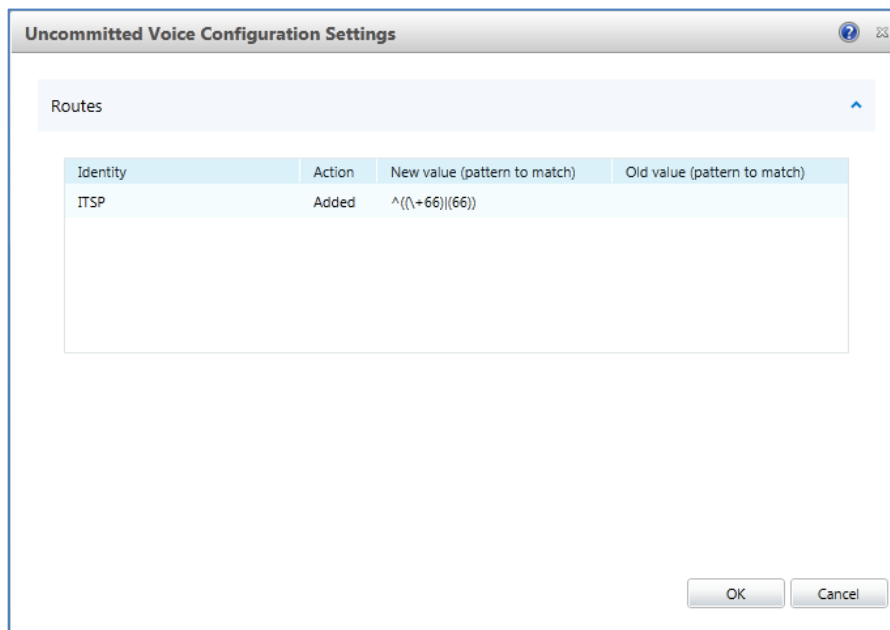 Uncommitted Voice Configuration Settings
Routes
Identity Action New value (pattern to match) Old value (pattern to match)
ITSP Added ^((\+66)|(66))
OK Cancel